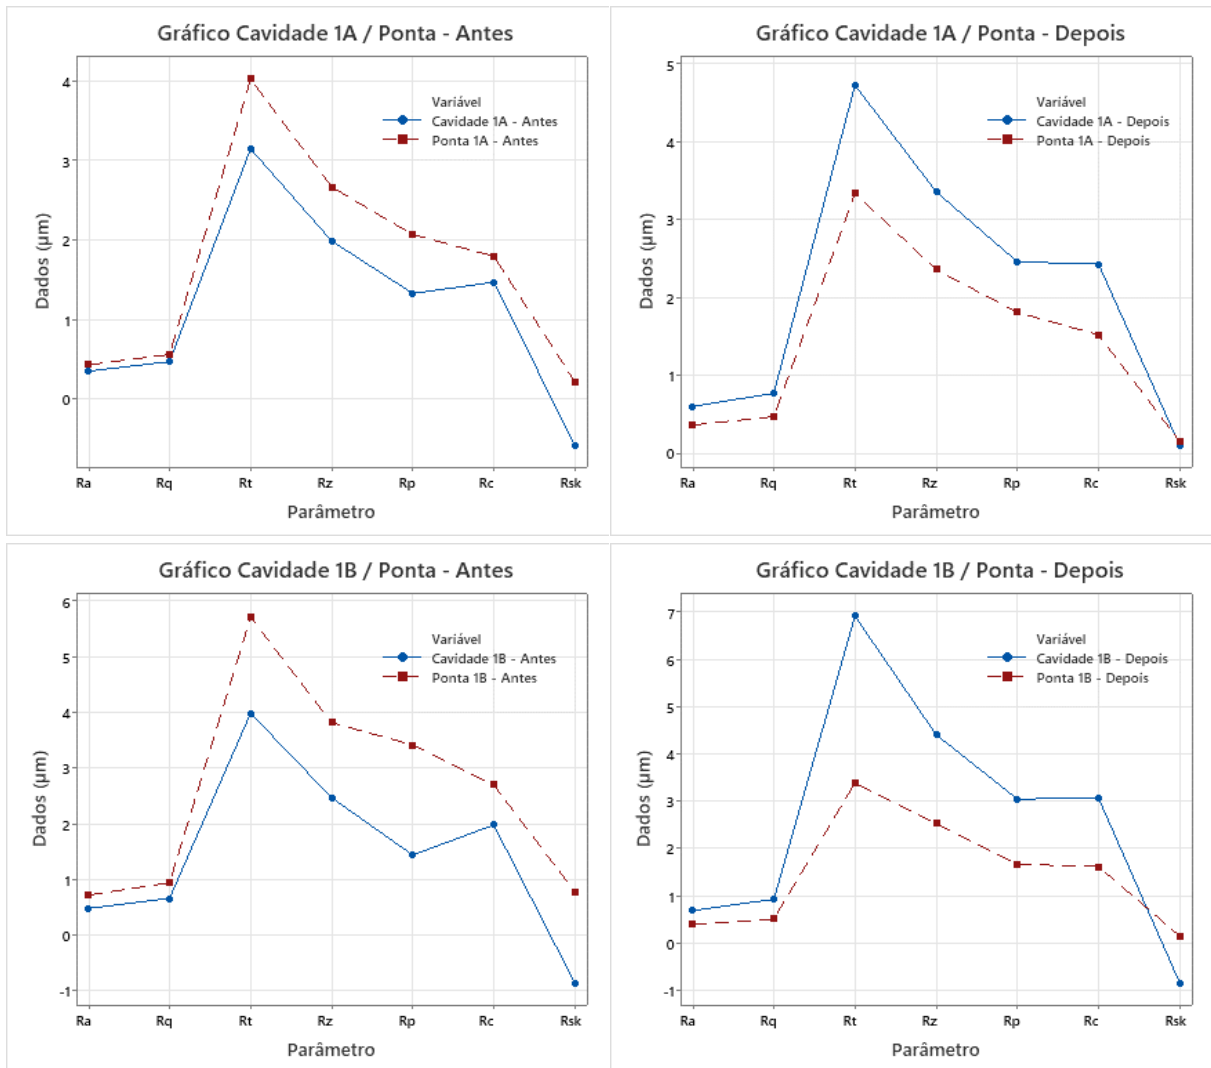 Gráfico Cavidade 1A / Ponta - Antes
Dados (µm)
4
3
2
1
0
Variável
Cavidade 1A - Antes
Ponta 1A - Antes
Ra Rq Rt Rz Rp Rc Rsk
Parâmetro
Gráfico Cavidade 1A / Ponta - Depois
Dados (µm)
5
4
3
2
1
0
Variável
Cavidade 1A - Depois
Ponta 1A - Depois
Ra Rq Rt Rz Rp Rc Rsk
Parâmetro
Gráfico Cavidade 1B / Ponta - Antes
Dados (µm)
6
5
4
3
2
1
0
-1
Variável
Cavidade 1B - Antes
Ponta 1B - Antes
Ra Rq Rt Rz Rp Rc Rsk
Parâmetro
Gráfico Cavidade 1B / Ponta - Depois
Dados (µm)
7
6
5
4
3
2
1
0
-1
Variável
Cavidade 1B - Depois
Ponta 1B - Depois
Ra Rq Rt Rz Rp Rc Rsk
Parâmetro